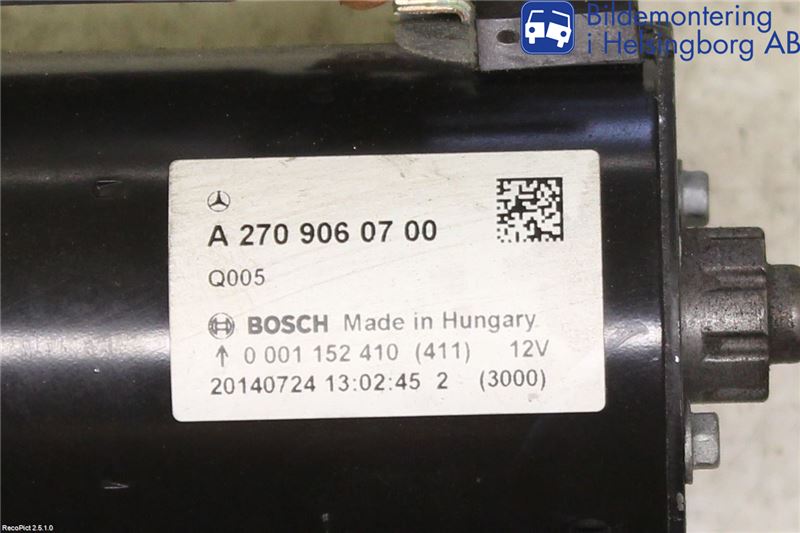 Bildemontering
i Helsingborg AB
A 270 906 07 00
Q005
BOSCH Made in Hungary
↑ 0 001 152 410 (411) 12V
20140724 13:02:45 2 (3000)
RecoPict 2.5.1.0